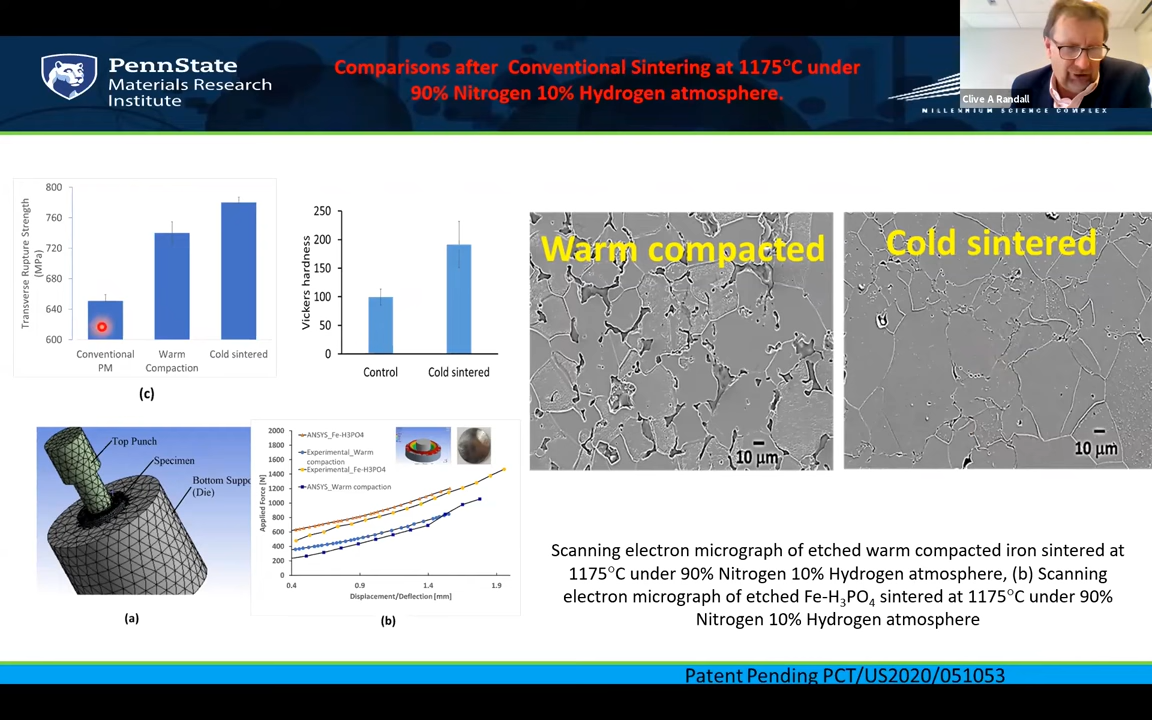 PennState
Materials Research
Institute
Comparisons after Conventional Sintering at 1175°C under
90% Nitrogen 10% Hydrogen atmosphere.
Clive A Randall
MILLENNIUM SCIENCE COMPLEX
Transverse Rupture Strength
(MPa)
800
760
720
680
640
600
Conventional
PM
Warm
Compaction
Cold sintered
(c)
Vickers hardness
250
200
150
100
50
0
Control
Cold sintered
Warm compacted
10 µm
Cold sintered
10 µm
Top Punch
Specimen
Bottom Suppo
(Die)
(a)
Applied Force [N]
2000
1800
1600
1400
1200
1000
800
600
400
200
0
ANSYS_Fe-H3PO4
Experimental_Warm
compaction
Experimental_Fe-H3PO4
ANSYS_Warm compaction
0.4
0.9
1.4
1.9
Displacement/Deflection [mm]
(b)
Scanning electron micrograph of etched warm compacted iron sintered at
1175°C under 90% Nitrogen 10% Hydrogen atmosphere, (b) Scanning
electron micrograph of etched Fe-H₃PO₄ sintered at 1175°C under 90%
Nitrogen 10% Hydrogen atmosphere
Patent Pending PCT/US2020/051053